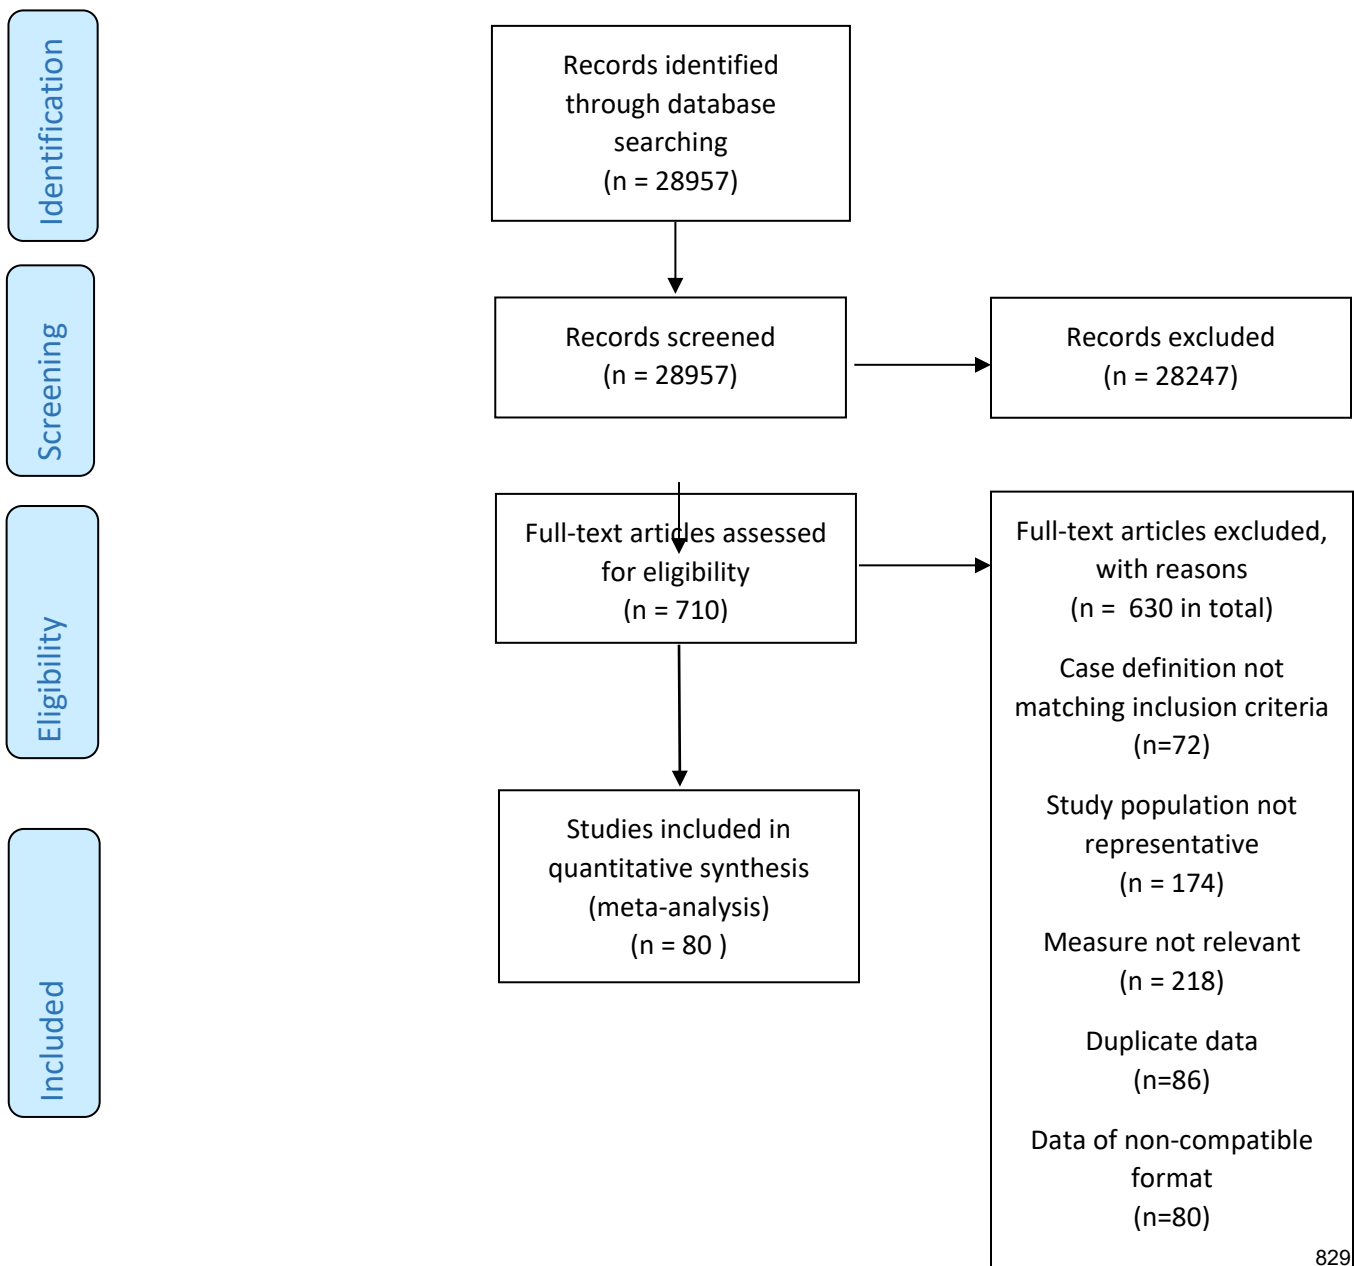 Identification
Records identified
through database
searching
(n = 28957)
Screening
Records screened
(n = 28957)
Records excluded
(n = 28247)
Eligibility
Full-text articles assessed
for eligibility
(n = 710)
Full-text articles excluded,
with reasons
(n =  630 in total)
Case definition not
matching inclusion criteria
(n=72)
Study population not
representative
(n = 174)
Measure not relevant
(n = 218)
Duplicate data
(n=86)
Data of non-compatible
format
(n=80)
Included
Studies included in
quantitative synthesis
(meta-analysis)
(n = 80 )
829